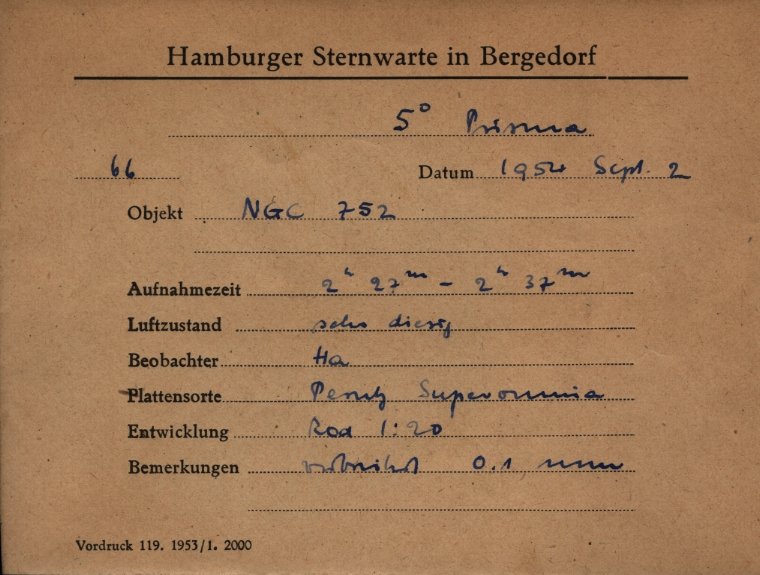 Hamburger Sternwarte in Bergedorf
5° Prisma
66
Datum 1954 Sept. 2
Objekt NGC 752
Aufnahmezeit 2h 27m - 2h 37m
Luftzustand sehr diesig
Beobachter Ha
Plattensorte Perutz Superomnia
Entwicklung Rod 1:20
Bemerkungen verbreitert 0.1 mm
Vordruck 119. 1953/1. 2000